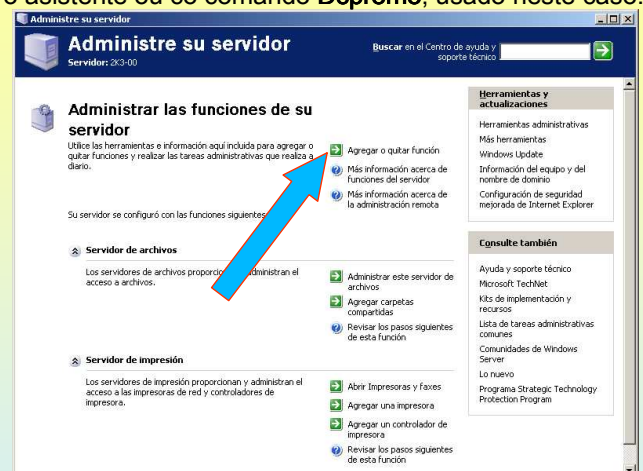 o asistente ou co comando Dcpromo, usado neste caso.
Administre su servidor
Administre su servidor
Servidor: 2K3-00
Buscar en el Centro de ayuda y
soporte técnico
Administrar las funciones de su
servidor
Utilice las herramientas e información aquí incluida para agregar o
quitar funciones y realizar las tareas administrativas que realiza a
diario.
Agregar o quitar función
Más información acerca de
funciones del servidor
Más información acerca de
la administración remota
Su servidor se configuró con las funciones siguientes
Servidor de archivos
Los servidores de archivos proporcion administran el
acceso a archivos.
Administrar este servidor de
archivos
Agregar carpetas
compartidas
Revisar los pasos siguientes
de esta función
Servidor de impresión
Los servidores de impresión proporcionan y administran el
acceso a las impresoras de red y controladores de
impresora.
Abrir Impresoras y faxes
Agregar una impresora
Agregar un controlador de
impresora
Revisar los pasos siguientes
de esta función
Herramientas y
actualizaciones
Herramientas administrativas
Más herramientas
Windows Update
Información del equipo y del
nombre de dominio
Configuración de seguridad
mejorada de Internet Explorer
Consulte también
Ayuda y soporte técnico
Microsoft TechNet
Kits de implementación y
recursos
Lista de tareas administrativas
comunes
Comunidades de Windows
Server
Lo nuevo
Programa Strategic Technology
Protection Program